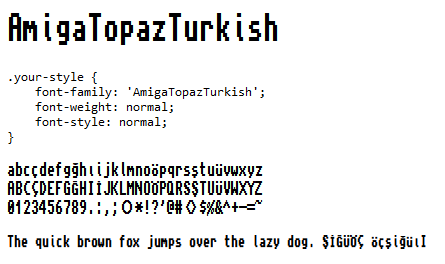 AmigaTopazTurkish
.your-style {
    font-family: 'AmigaTopazTurkish';
    font-weight: normal;
    font-style: normal;
}
abcçdefgğhıijklmnoöpqrsştuüvwxyz
ABCÇDEFGĞHIİJKLMNOÖPQRSŞTUüVWXYZ
0123456789.:,;◇*!?'@#◇$%&^+-=~
The quick brown fox jumps over the lazy dog. ŞİĞÜÖÇ öçşiğüıI